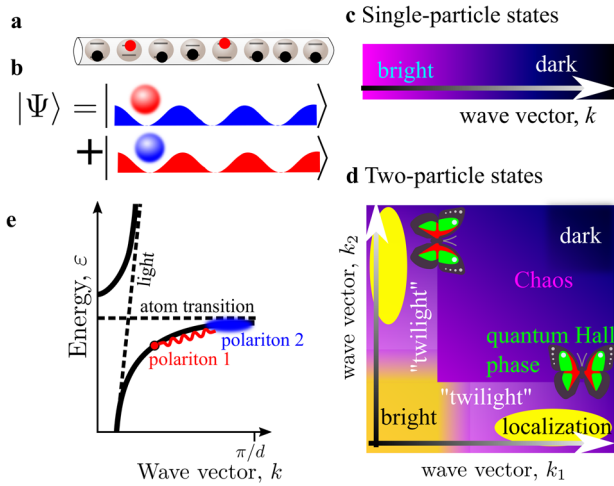 a
b
|Ψ⟩ = | ⟩
+ | ⟩
c Single-particle states
bright
dark
wave vector, k
d Two-particle states
wave vector, k₂
dark
Chaos
"twilight"
quantum Hall
phase
"twilight"
bright
localization
wave vector, k₁
e
Energy, ε
light
atom transition
polariton 2
polariton 1
π/d
Wave vector, k